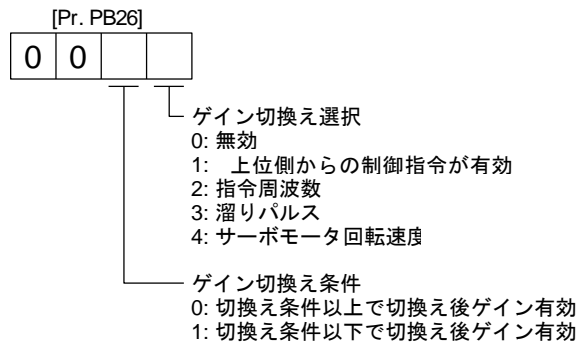 [Pr. PB26]
0 0
ゲイン切換え選択
0: 無効
1: 上位側からの制御指令が有効
2: 指令周波数
3: 溜りパルス
4: サーボモータ回転速度
ゲイン切換え条件
0: 切換え条件以上で切換え後ゲイン有効
1: 切換え条件以下で切換え後ゲイン有効